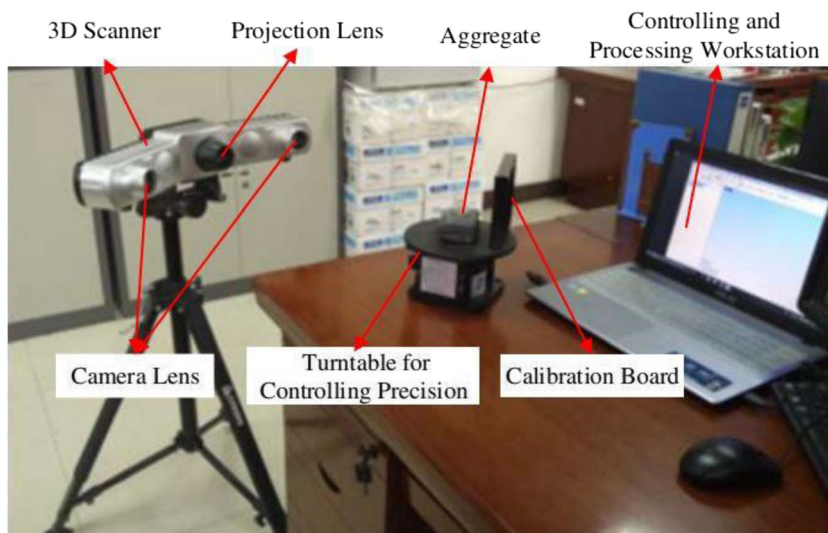 3D Scanner
Projection Lens
Aggregate
Controlling and
Processing Workstation
Camera Lens
Turntable for
Controlling Precision
Calibration Board